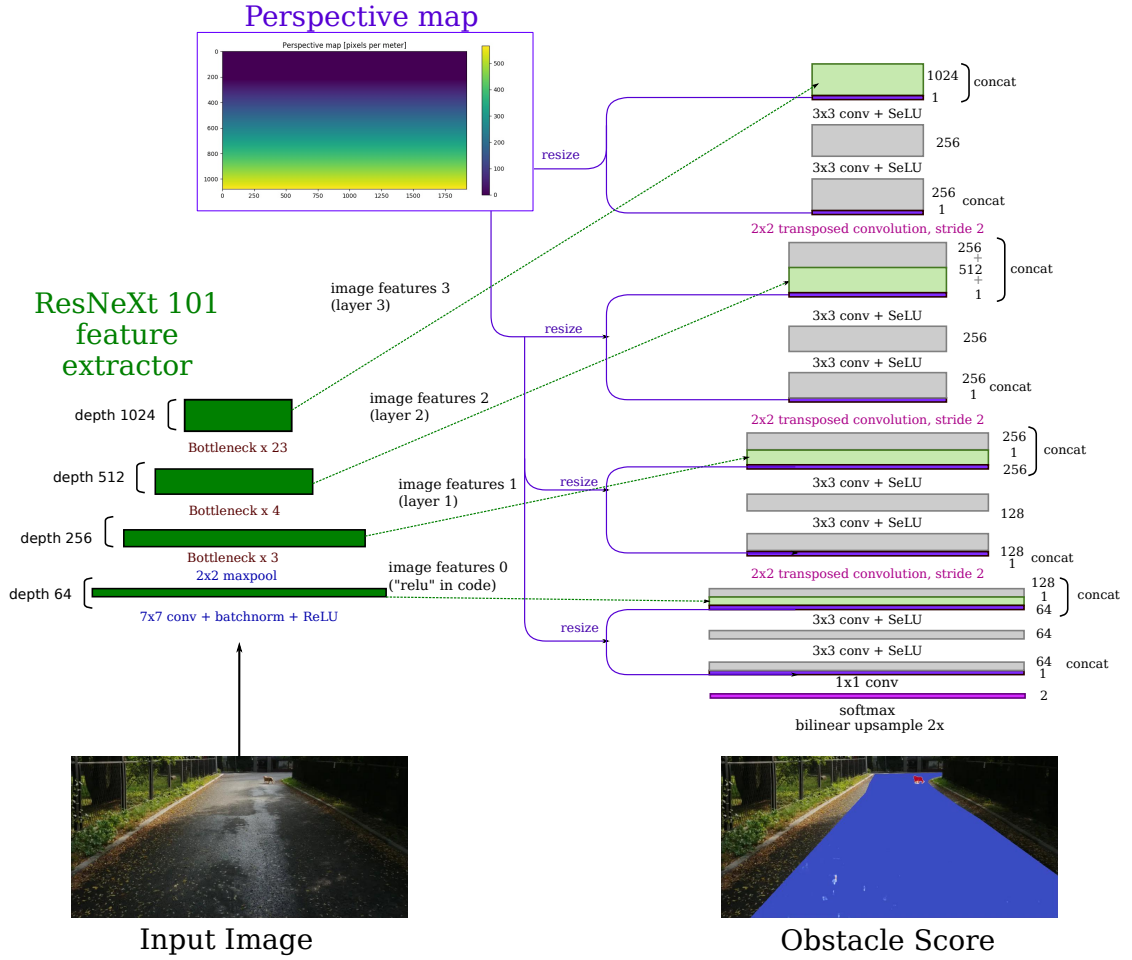 Perspective map
Perspective map [pixels per meter]
0
200
400
600
800
1000
0
250
500
750
1000
1250
1500
1750
500
400
300
200
100
0
resize
resize
resize
resize
ResNeXt 101
feature
extractor
depth 1024
Bottleneck x 23
depth 512
Bottleneck x 4
depth 256
Bottleneck x 3
2x2 maxpool
depth 64
7x7 conv + batchnorm + ReLU
image features 3
(layer 3)
image features 2
(layer 2)
image features 1
(layer 1)
image features 0
("relu" in code)
1024
1
concat
3x3 conv + SeLU
256
3x3 conv + SeLU
256
1
concat
2x2 transposed convolution, stride 2
256
+
512
+
1
concat
3x3 conv + SeLU
256
3x3 conv + SeLU
256
1
concat
2x2 transposed convolution, stride 2
256
1
256
concat
3x3 conv + SeLU
128
3x3 conv + SeLU
128
1
concat
2x2 transposed convolution, stride 2
128
1
64
concat
3x3 conv + SeLU
64
3x3 conv + SeLU
64
1
concat
1x1 conv
2
softmax
bilinear upsample 2x
Input Image
Obstacle Score